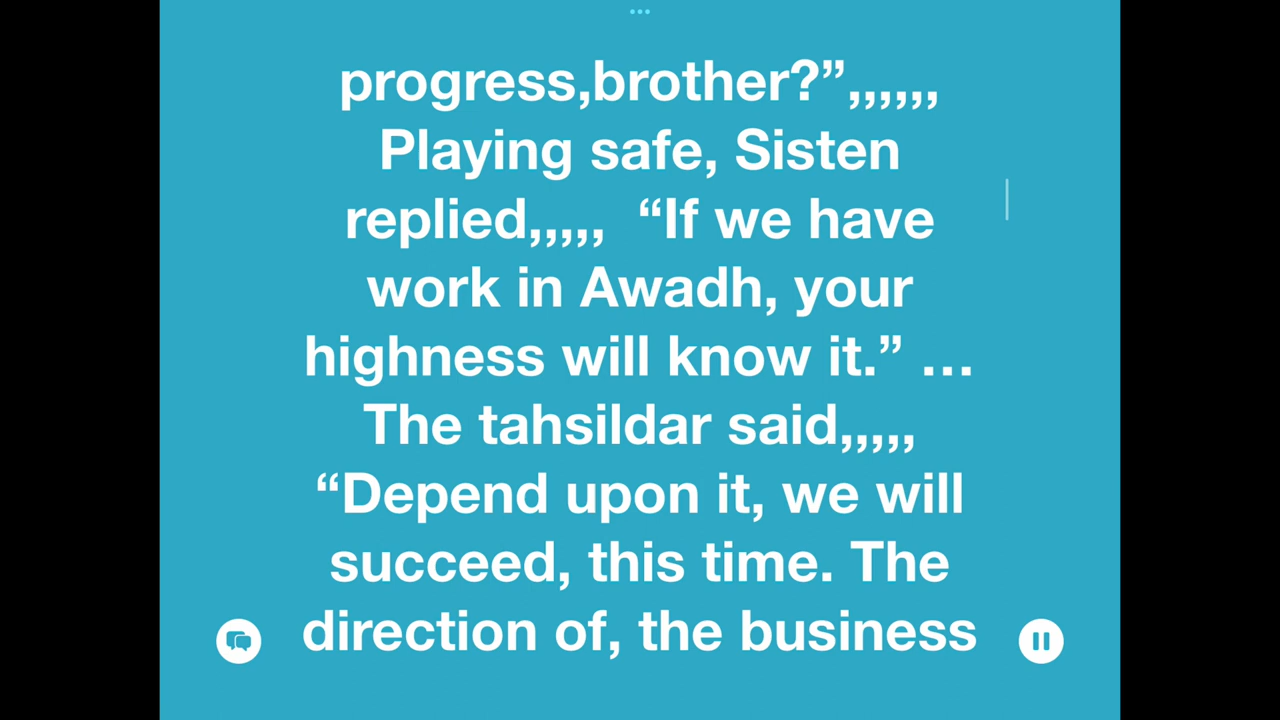 progress,brother?”,,,,,,
Playing safe, Sisten
replied,,,,,  “If we have
work in Awadh, your
highness will know it.” …
The tahsildar said,,,,,
“Depend upon it, we will
succeed, this time. The
direction of, the business